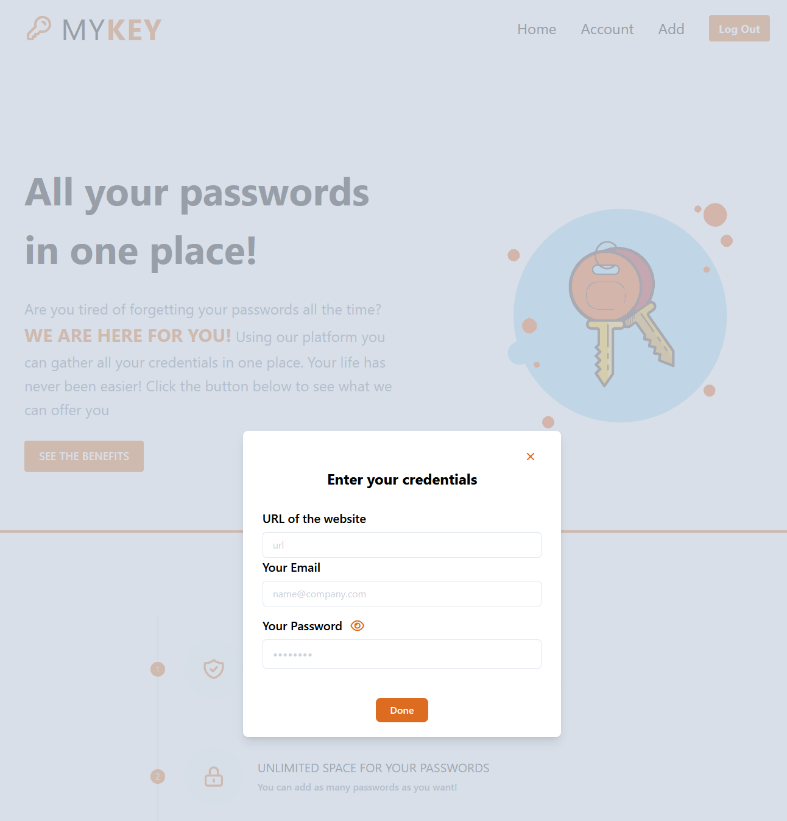 MYKEY
Home
Account
Add
Log Out
All your passwords
in one place!
Are you tired of forgetting your passwords all the time?
WE ARE HERE FOR YOU! Using our platform you
can gather all your credentials in one place. Your life has
never been easier! Click the button below to see what we
can offer you
SEE THE BENEFITS
Enter your credentials
URL of the website
url
Your Email
name@company.com
Your Password
••••••••
Done
1
2
UNLIMITED SPACE FOR YOUR PASSWORDS
You can add as many passwords as you want!